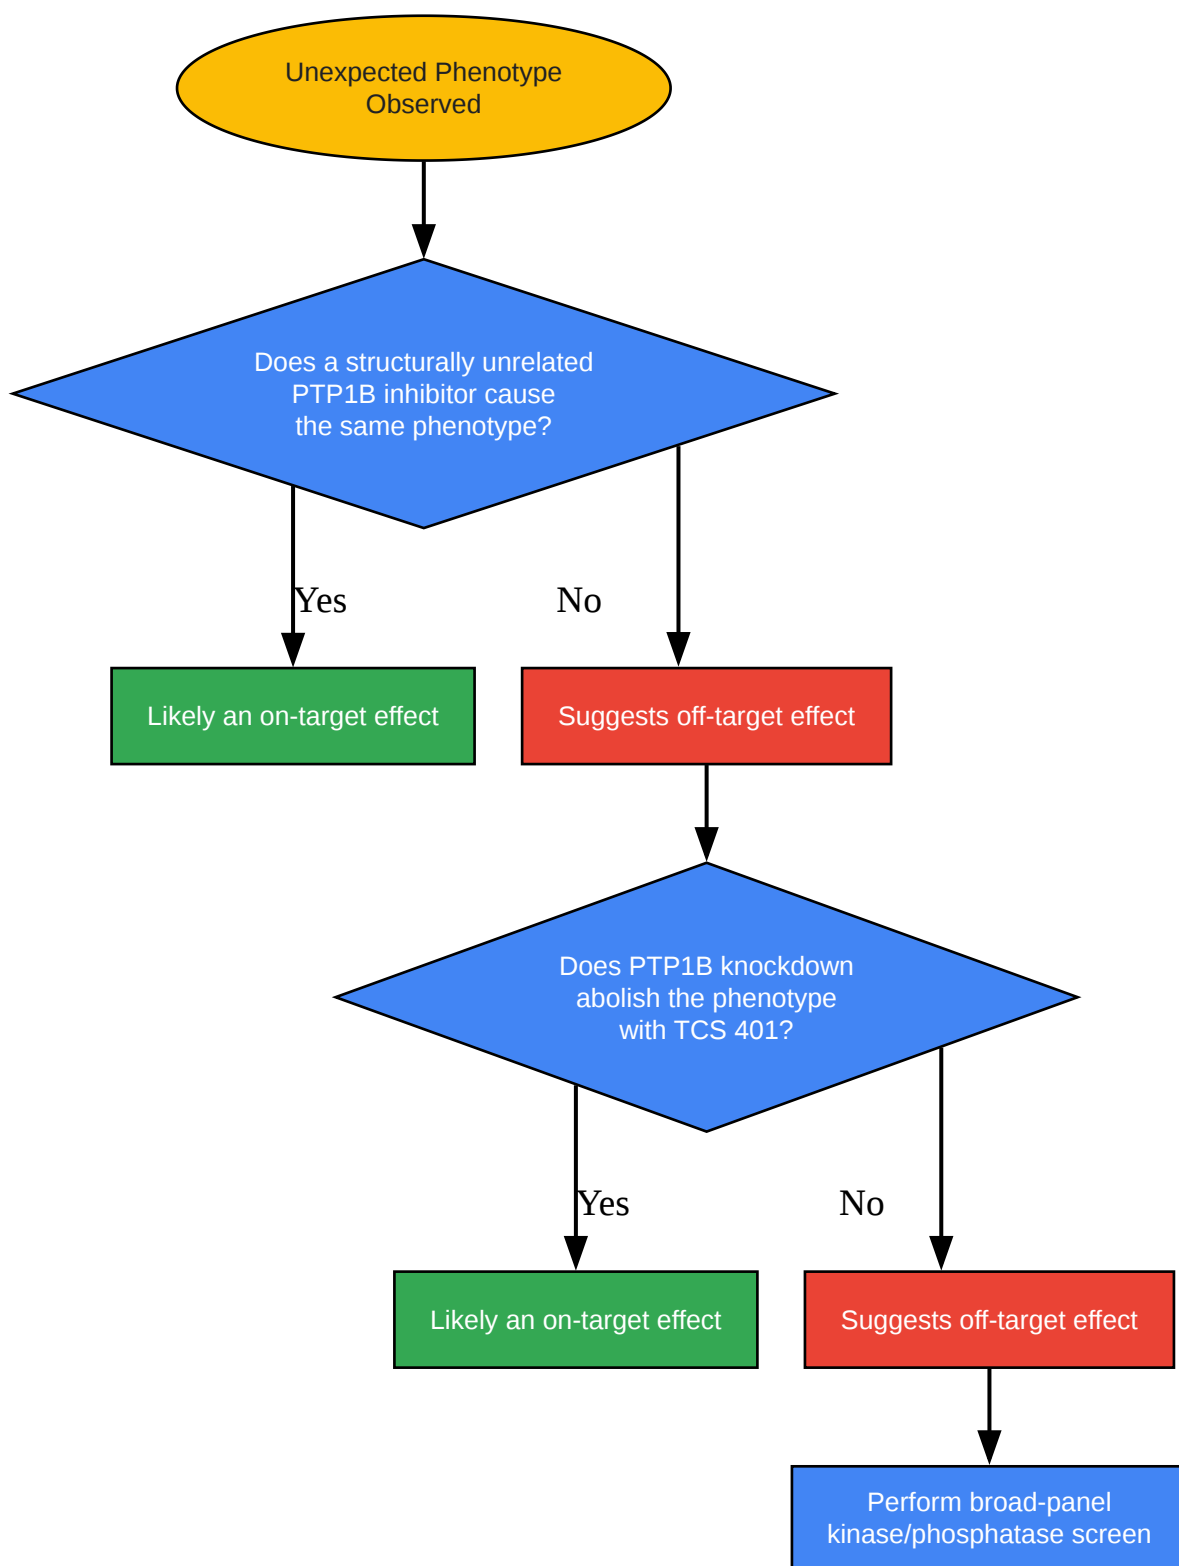 Unexpected Phenotype
Observed
Does a structurally unrelated
PTP1B inhibitor cause
the same phenotype?
Yes
No
Likely an on-target effect
Suggests off-target effect
Does PTP1B knockdown
abolish the phenotype
with TCS 401?
Yes
No
Likely an on-target effect
Suggests off-target effect
Perform broad-panel
kinase/phosphatase screen